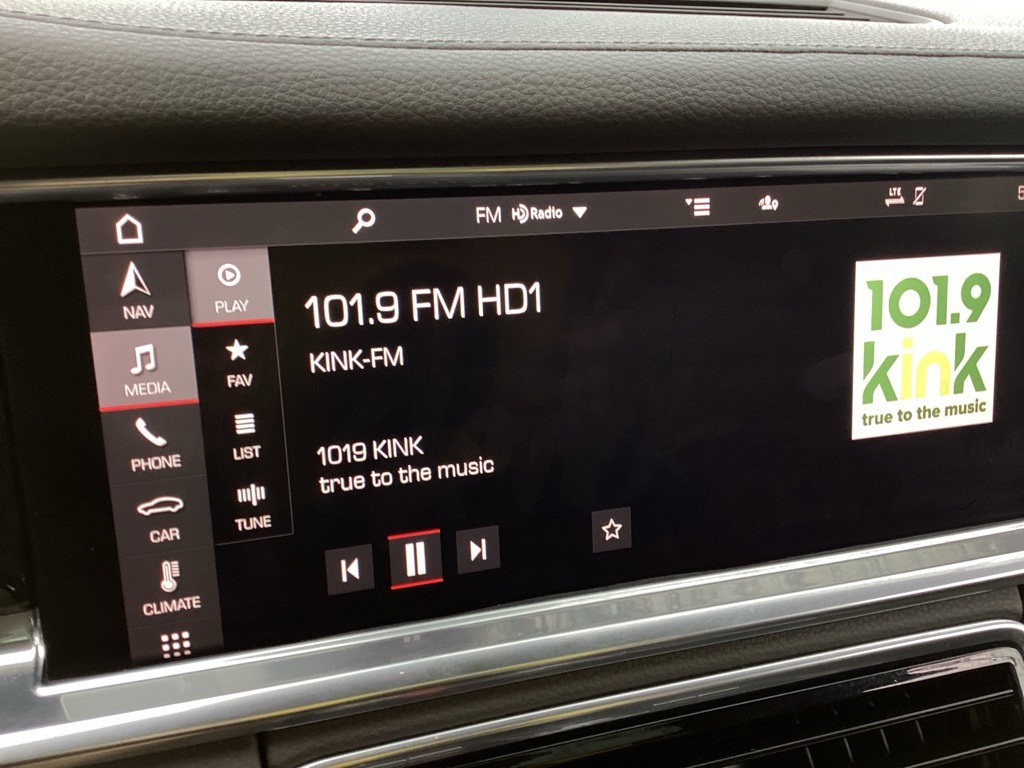 FM HD Radio
LTE
NAV
PLAY
MEDIA
FAV
PHONE
LIST
CAR
TUNE
CLIMATE
101.9 FM HD1
KINK-FM
1019 KINK
true to the music
101.9
kink
true to the music